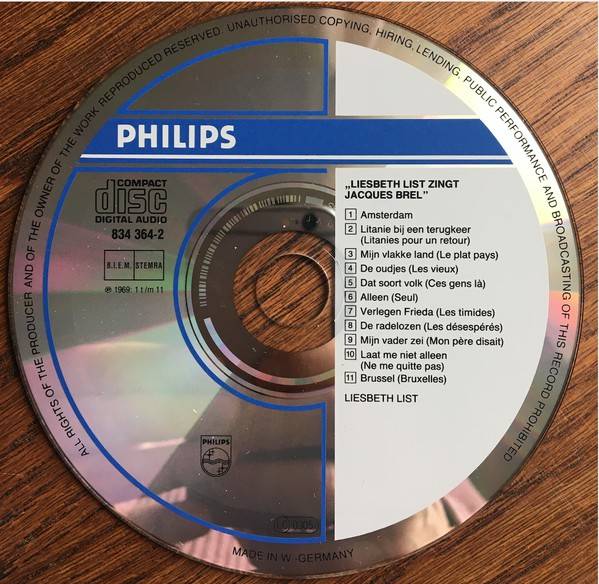 ALL RIGHTS OF THE PRODUCER AND OF THE OWNER OF THE WORK REPRODUCED RESERVED. UNAUTHORISED COPYING, HIRING, LENDING, PUBLIC PERFORMANCE AND BROADCASTING OF THIS RECORD PROHIBITED
PHILIPS
COMPACT
disc
DIGITAL AUDIO
834 364-2
B.I.E.M. STEMRA
℗ 1969: 1 t/m 11
„LIESBETH LIST ZINGT
JACQUES BREL”
1 Amsterdam
2 Litanie bij een terugkeer
(Litanies pour un retour)
3 Mijn vlakke land (Le plat pays)
4 De oudjes (Les vieux)
5 Dat soort volk (Ces gens là)
6 Alleen (Seul)
7 Verlegen Frieda (Les timides)
8 De radelozen (Les désespérés)
9 Mijn vader zei (Mon père disait)
10 Laat me niet alleen
(Ne me quitte pas)
11 Brussel (Bruxelles)
LIESBETH LIST
PHILIPS
LC 0305
MADE IN W.-GERMANY